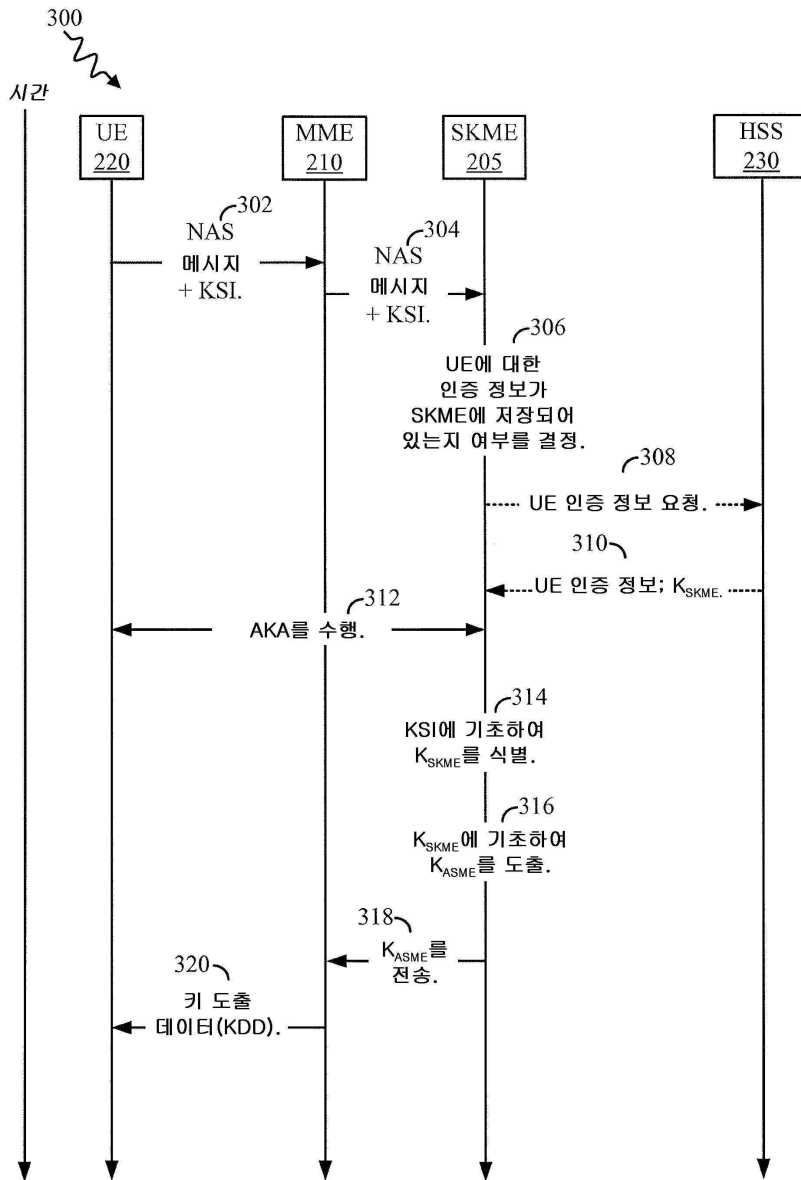 300
시간
UE
220
MME
210
SKME
205
HSS
230
302
NAS
메시지
+ KSI.
304
NAS
메시지
+ KSI.
306
UE에 대한
인증 정보가
SKME에 저장되어
있는지 여부를 결정.
308
UE 인증 정보 요청.
310
UE 인증 정보; KSKME.
312
AKA를 수행.
314
KSI에 기초하여
KSKME를 식별.
316
KSKME에 기초하여
KASME를 도출.
318
KASME를
전송.
320
키 도출
데이터(KDD).